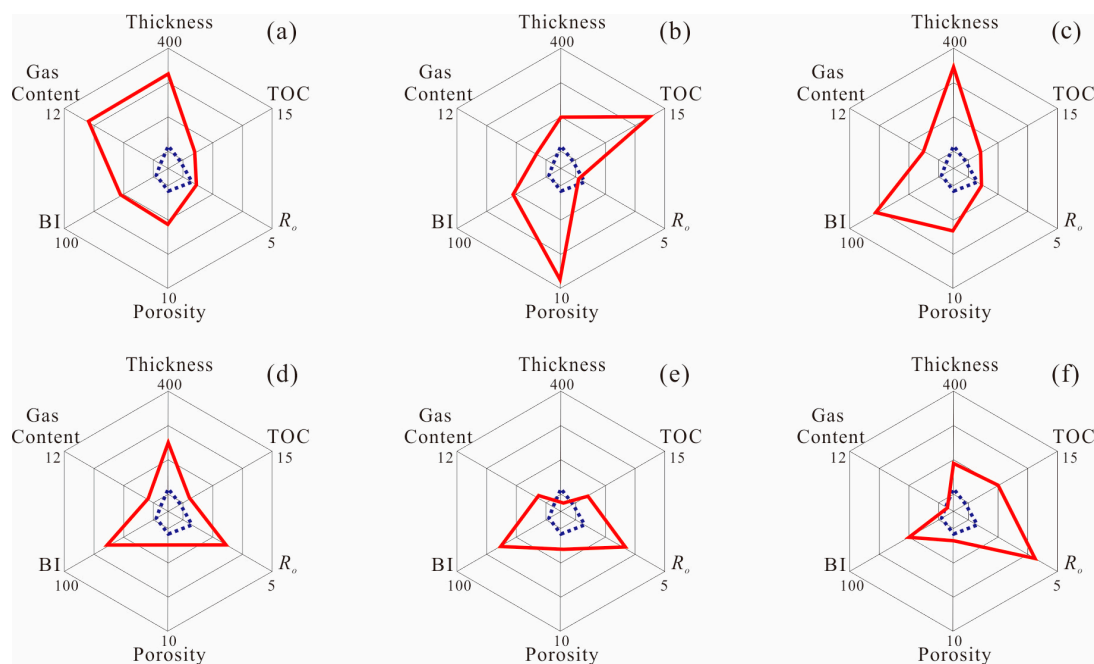 Thickness
400
(a)
Gas
Content
12
TOC
15
BI
100
Rₒ
5
10
Porosity
Thickness
400
(b)
Gas
Content
12
TOC
15
BI
100
Rₒ
5
10
Porosity
Thickness
400
(c)
Gas
Content
12
TOC
15
BI
100
Rₒ
5
10
Porosity
Thickness
400
(d)
Gas
Content
12
TOC
15
BI
100
Rₒ
5
10
Porosity
Thickness
400
(e)
Gas
Content
12
TOC
15
BI
100
Rₒ
5
10
Porosity
Thickness
400
(f)
Gas
Content
12
TOC
15
BI
100
Rₒ
5
10
Porosity